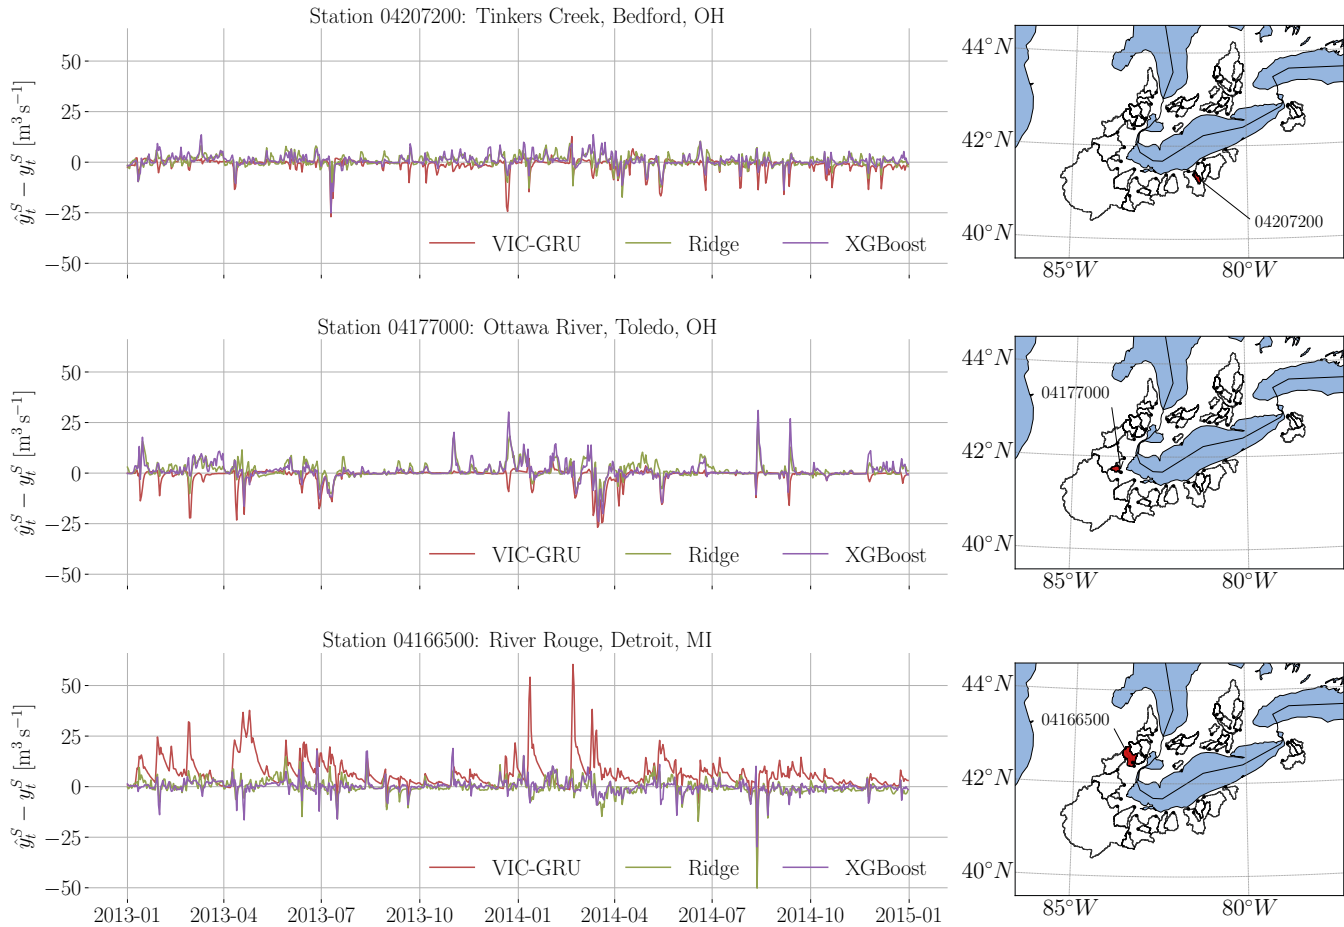 Station 04207200: Tinkers Creek, Bedford, OH
ŷₜˢ − yₜˢ [m³ s⁻¹]
50
25
0
−25
−50
VIC-GRU Ridge XGBoost
44°N
42°N
40°N
04207200
85°W 80°W
Station 04177000: Ottawa River, Toledo, OH
ŷₜˢ − yₜˢ [m³ s⁻¹]
50
25
0
−25
−50
VIC-GRU Ridge XGBoost
44°N
04177000
42°N
40°N
85°W 80°W
Station 04166500: River Rouge, Detroit, MI
ŷₜˢ − yₜˢ [m³ s⁻¹]
50
25
0
−25
−50
VIC-GRU Ridge XGBoost
2013-01 2013-04 2013-07 2013-10 2014-01 2014-04 2014-07 2014-10 2015-01
44°N
04166500
42°N
40°N
85°W 80°W